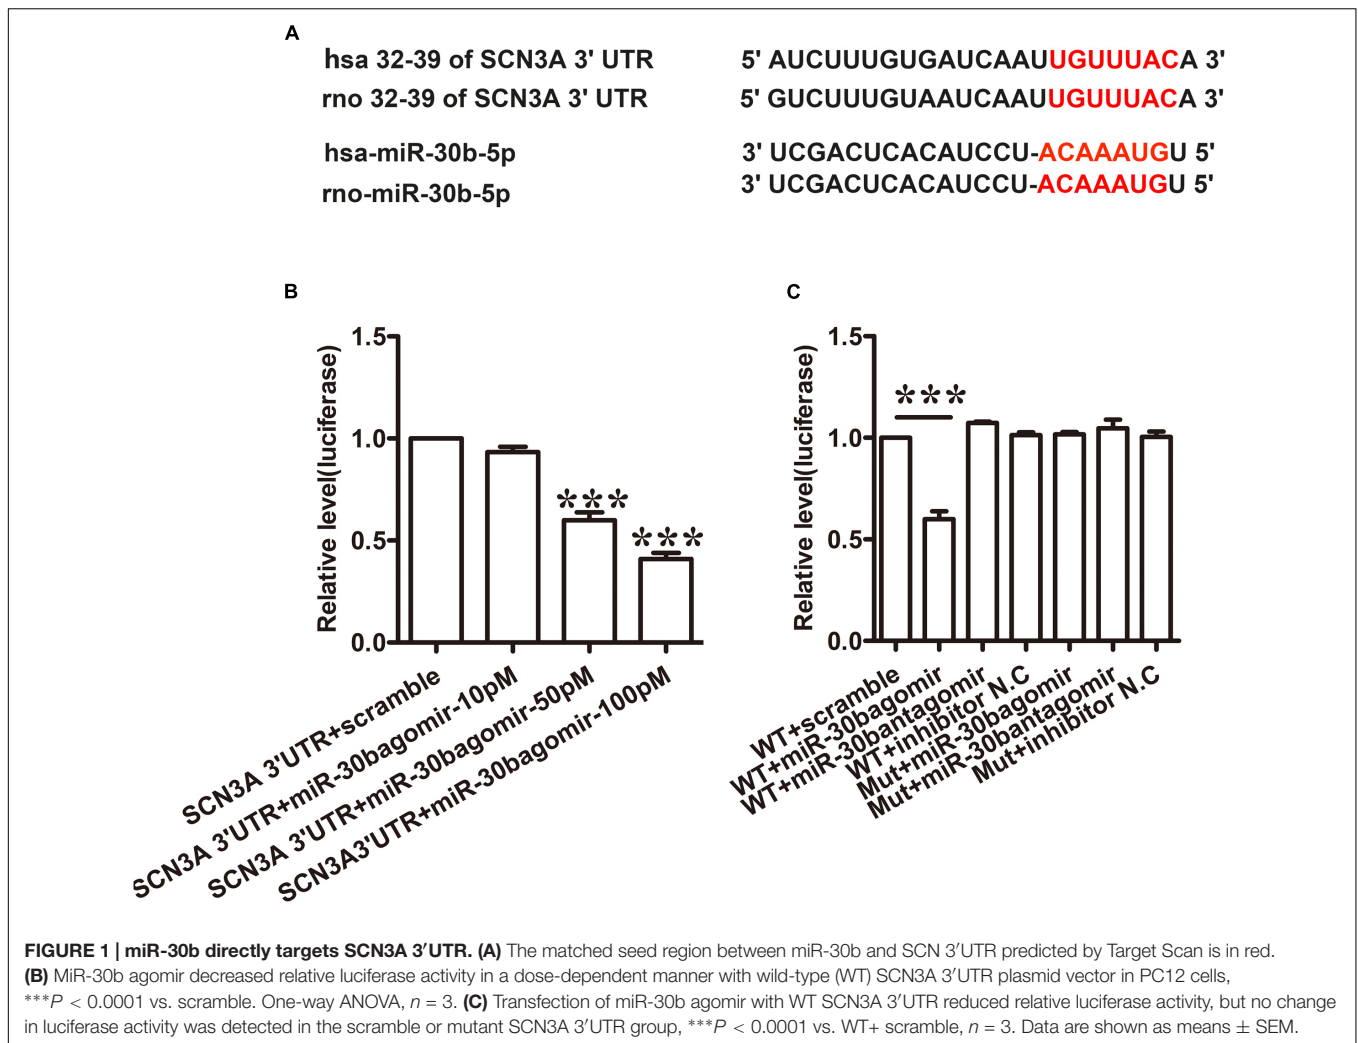 A
hsa 32-39 of SCN3A 3' UTR 5' AUCUUUGUGAUCAAUUGUUUACA 3'
rno 32-39 of SCN3A 3' UTR 5' GUCUUUGUAAUCAAUUGUUUACA 3'
hsa-miR-30b-5p 3' UCGACUCACAUCCU-ACAAAUGU 5'
rno-miR-30b-5p 3' UCGACUCACAUCCU-ACAAAUGU 5'
B
Relative level(luciferase)
1.5
1.0
0.5
0.0
***
***
SCN3A 3'UTR+scramble
SCN3A 3'UTR+miR-30bagomir-10pM
SCN3A 3'UTR+miR-30bagomir-50pM
SCN3A3'UTR+miR-30bagomir-100pM
C
Relative level(luciferase)
1.5
1.0
0.5
0.0
***
WT+scramble
WT+miR-30bagomir
WT+miR-30bantagomir
WT+inhibitor N.C
Mut+miR-30bagomir
Mut+miR-30bantagomir
Mut+inhibitor N.C
FIGURE 1 | miR-30b directly targets SCN3A 3′UTR. (A) The matched seed region between miR-30b and SCN 3′UTR predicted by Target Scan is in red.
(B) MiR-30b agomir decreased relative luciferase activity in a dose-dependent manner with wild-type (WT) SCN3A 3′UTR plasmid vector in PC12 cells,
***P < 0.0001 vs. scramble. One-way ANOVA, n = 3. (C) Transfection of miR-30b agomir with WT SCN3A 3′UTR reduced relative luciferase activity, but no change
in luciferase activity was detected in the scramble or mutant SCN3A 3′UTR group, ***P < 0.0001 vs. WT+ scramble, n = 3. Data are shown as means ± SEM.